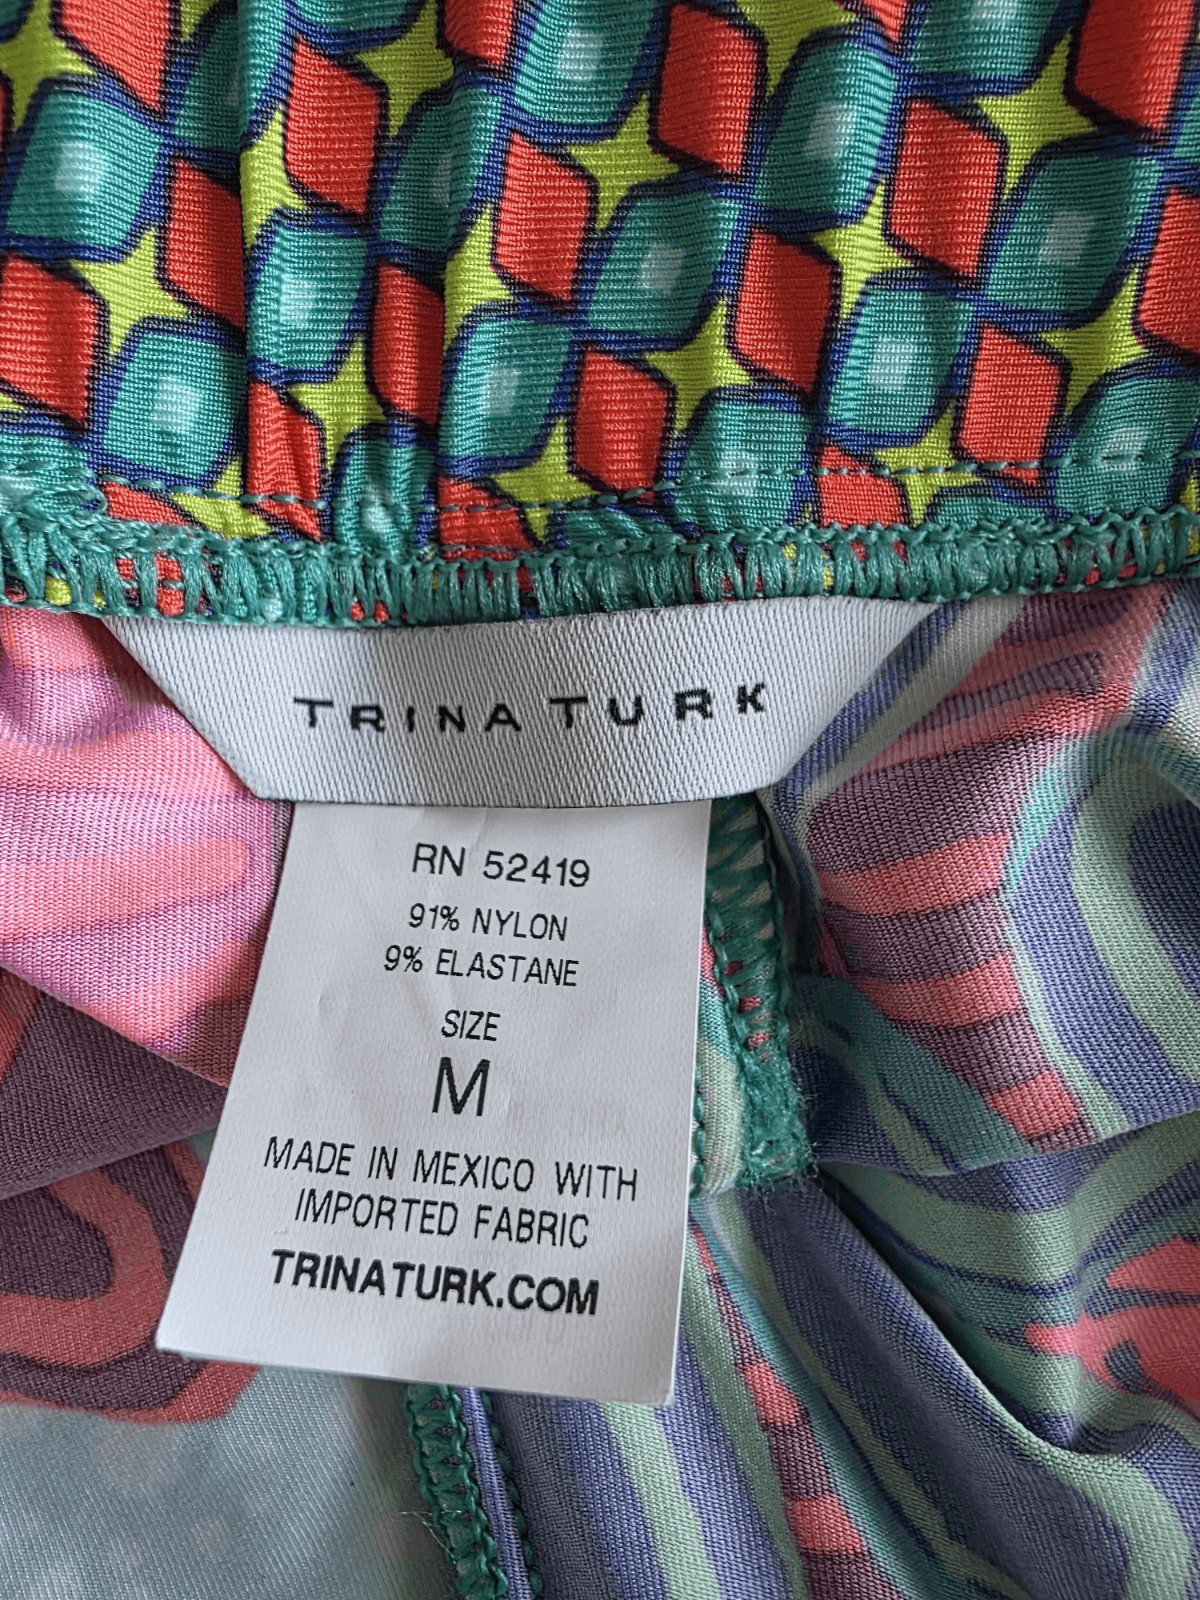 TRINA TURK
RN 52419
91% NYLON
9% ELASTANE
SIZE
M
MADE IN MEXICO WITH
IMPORTED FABRIC
TRINATURK.COM